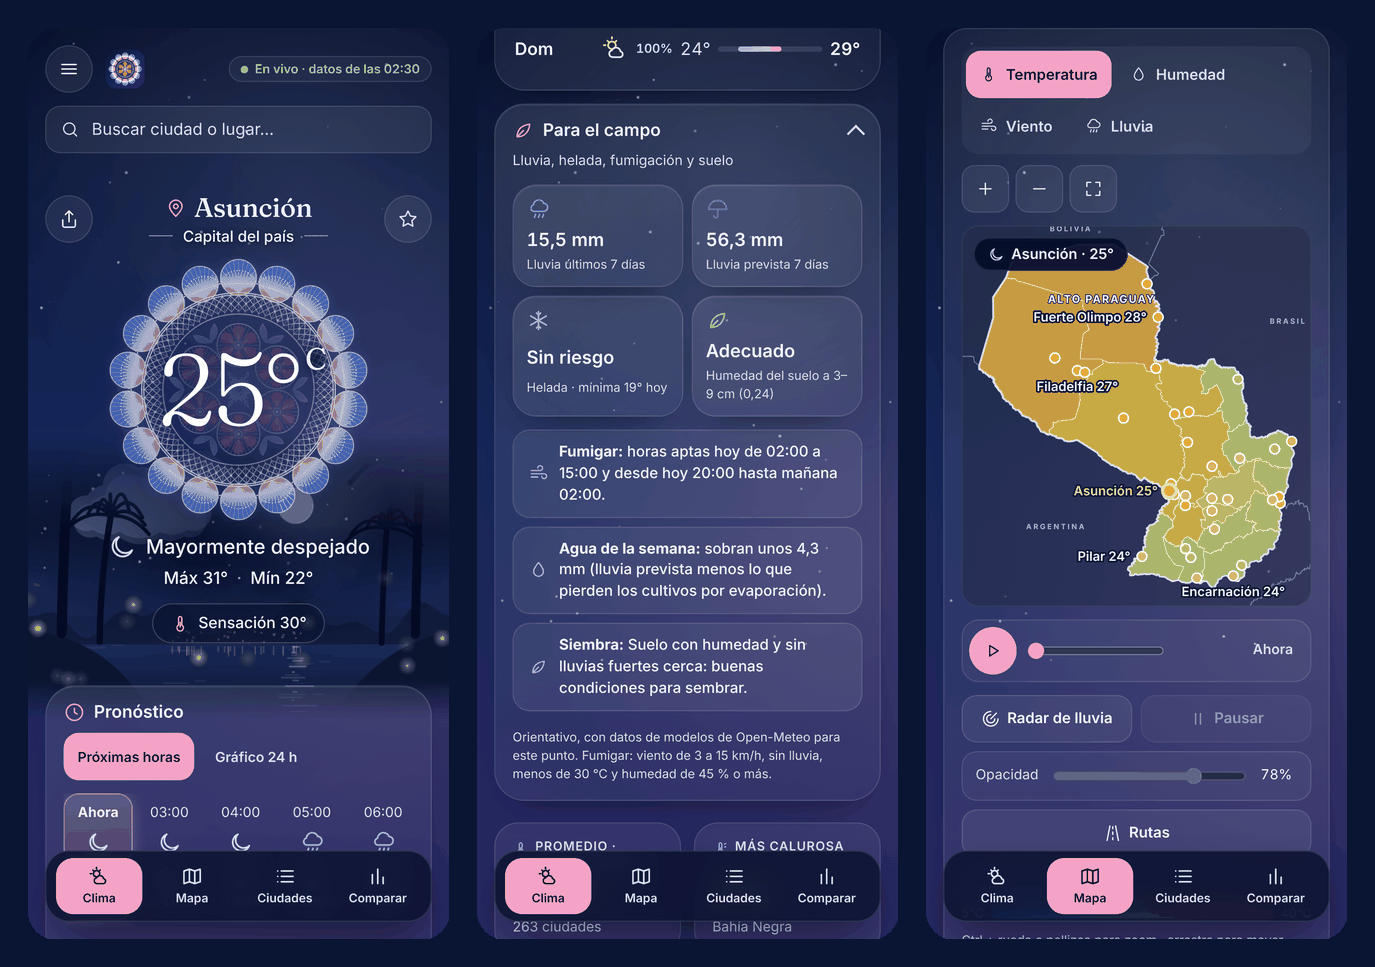 En vivo · datos de las 02:30
Buscar ciudad o lugar...
Asunción
Capital del país
25°C
Mayormente despejado
Máx 31° · Mín 22°
Sensación 30°
Pronóstico
Próximas horas
Gráfico 24 h
Ahora
03:00
04:00
05:00
06:00
Clima
Mapa
Ciudades
Comparar
Dom
100%
24°
29°
Para el campo
Lluvia, helada, fumigación y suelo
15,5 mm
Lluvia últimos 7 días
56,3 mm
Lluvia prevista 7 días
Sin riesgo
Helada · mínima 19° hoy
Adecuado
Humedad del suelo a 3–
9 cm (0,24)
Fumigar: horas aptas hoy de 02:00 a
15:00 y desde hoy 20:00 hasta mañana
02:00.
Agua de la semana: sobran unos 4,3
mm (lluvia prevista menos lo que
pierden los cultivos por evaporación).
Siembra: Suelo con humedad y sin
lluvias fuertes cerca: buenas
condiciones para sembrar.
Orientativo, con datos de modelos de Open-Meteo para
este punto. Fumigar: viento de 3 a 15 km/h, sin lluvia,
menos de 30 °C y humedad de 45 % o más.
PROMEDIO ·
MÁS CALUROSA
Clima
Mapa
Ciudades
Comparar
263 ciudades
Bahía Negra
Temperatura
Humedad
Viento
Lluvia
BOLIVIA
Asunción · 25°
ALTO PARAGUAY
Fuerte Olimpo 28°
BRASIL
Filadelfia 27°
Asunción 25°
ARGENTINA
Pilar 24°
Encarnación 24°
Ahora
Radar de lluvia
Pausar
Opacidad
78%
Rutas
Clima
Mapa
Ciudades
Comparar